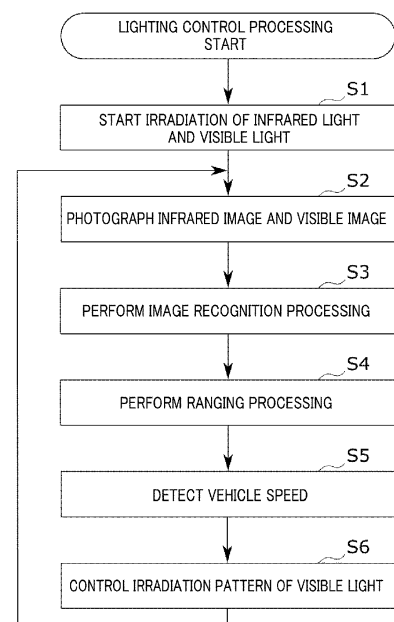 LIGHTING CONTROL PROCESSING
START
S1
START IRRADIATION OF INFRARED LIGHT
AND VISIBLE LIGHT
S2
PHOTOGRAPH INFRARED IMAGE AND VISIBLE IMAGE
S3
PERFORM IMAGE RECOGNITION PROCESSING
S4
PERFORM RANGING PROCESSING
S5
DETECT VEHICLE SPEED
S6
CONTROL IRRADIATION PATTERN OF VISIBLE LIGHT